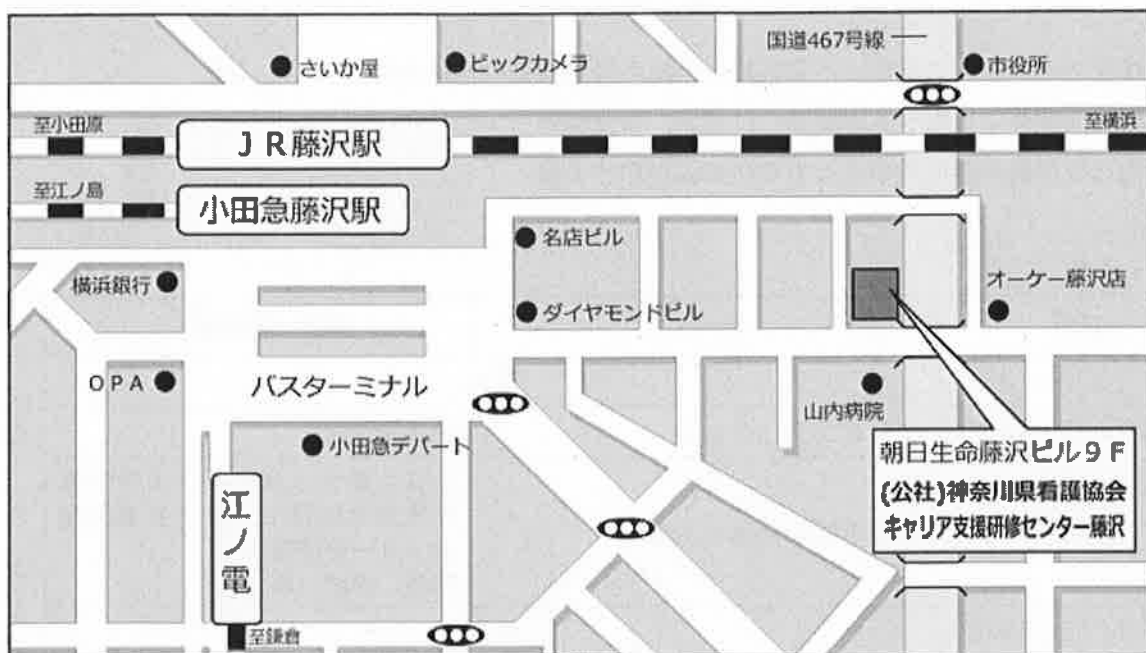 国道467号線
さいか屋
ビックカメラ
市役所
至小田原
JR藤沢駅
至横浜
至江ノ島
小田急藤沢駅
名店ビル
横浜銀行
オーケー藤沢店
ダイヤモンドビル
OPA
バスターミナル
山内病院
小田急デパート
朝日生命藤沢ビル9F
(公社)神奈川県看護協会
キャリア支援研修センター藤沢
江ノ電
至鎌倉